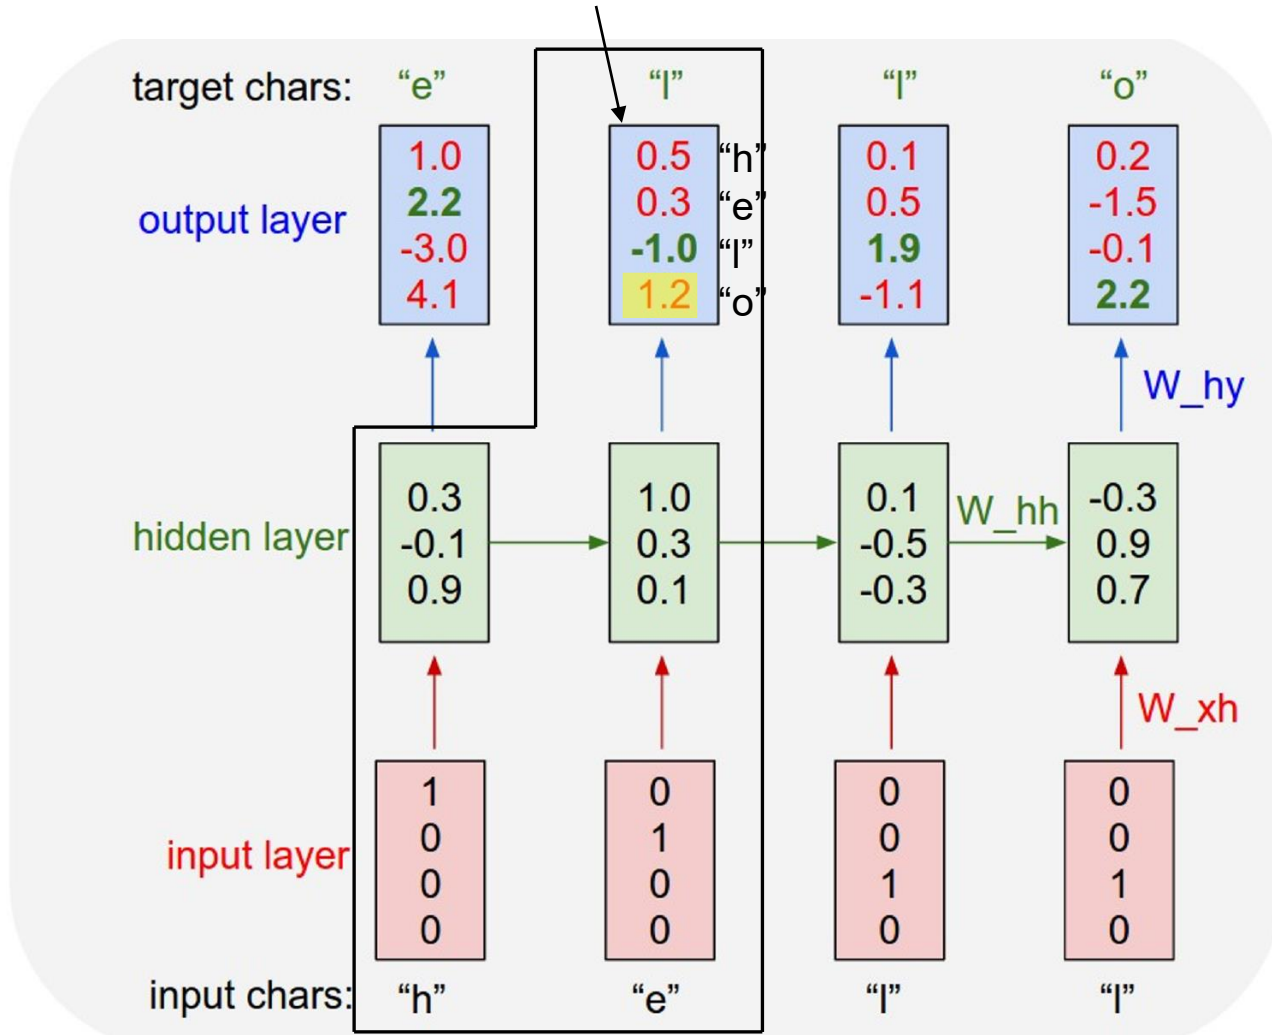 target chars: “e” “l” “l” “o”
1.0 0.5 “h” 0.1 0.2
2.2 0.3 “e” 0.5 -1.5
output layer
-3.0 -1.0 “l” 1.9 -0.1
4.1 1.2 “o” -1.1 2.2
W_hy
0.3 1.0 0.1 -0.3
W_hh
hidden layer -0.1 0.3 -0.5 0.9
0.9 0.1 -0.3 0.7
W_xh
1 0 0 0
0 1 0 0
input layer
0 0 1 1
0 0 0 0
input chars: “h” “e” “l” “l”